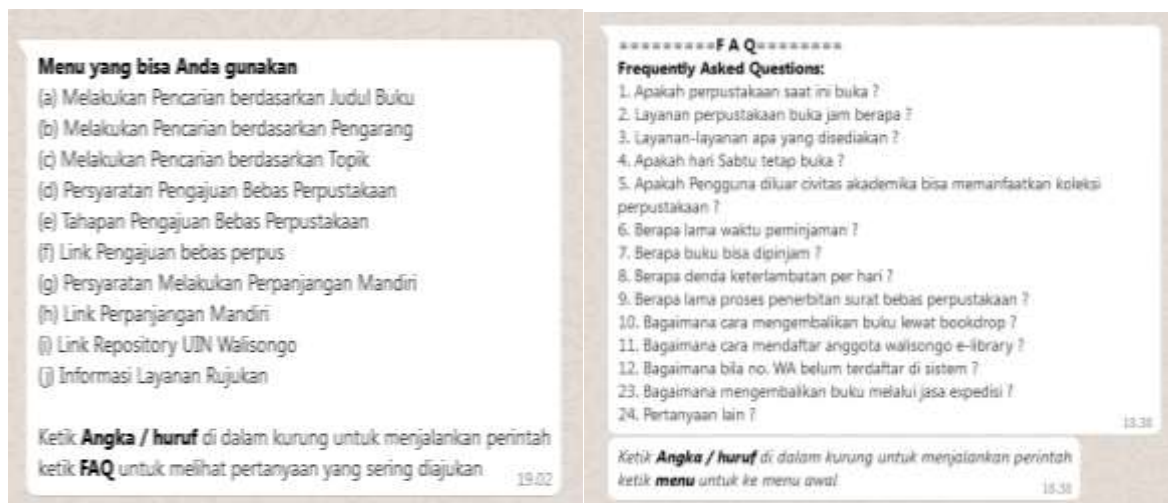 Menu yang bisa Anda gunakan
(a) Melakukan Pencarian berdasarkan Judul Buku
(b) Melakukan Pencarian berdasarkan Pengarang
(c) Melakukan Pencarian berdasarkan Topik
(d) Persyaratan Pengajuan Bebas Perpustakaan
(e) Tahapan Pengajuan Bebas Perpustakaan
(f) Link Pengajuan bebas perpus
(g) Persyaratan Melakukan Perpanjangan Mandiri
(h) Link Perpanjangan Mandiri
(i) Link Repository UIN Walisongo
(j) Informasi Layanan Rujukan
Ketik Angka / huruf di dalam kurung untuk menjalankan perintah
ketik FAQ untuk melihat pertanyaan yang sering diajukan
19.02
=========F A Q========
Frequently Asked Questions:
1. Apakah perpustakaan saat ini buka ?
2. Layanan perpustakaan buka jam berapa ?
3. Layanan-layanan apa yang disediakan ?
4. Apakah hari Sabtu tetap buka ?
5. Apakah Pengguna diluar civitas akademika bisa memanfaatkan koleksi
perpustakaan ?
6. Berapa lama waktu peminjaman ?
7. Berapa buku bisa dipinjam ?
8. Berapa denda keterlambatan per hari ?
9. Berapa lama proses penerbitan surat bebas perpustakaan ?
10. Bagaimana cara mengembalikan buku lewat bookdrop ?
11. Bagaimana cara mendaftar anggota walisongo e-library ?
12. Bagaimana bila no. WA belum terdaftar di sistem ?
23. Bagaimana mengembalikan buku melalui jasa expedisi ?
24. Pertanyaan lain ?
18.38
Ketik Angka / huruf di dalam kurung untuk menjalankan perintah
ketik menu untuk ke menu awal
18.38